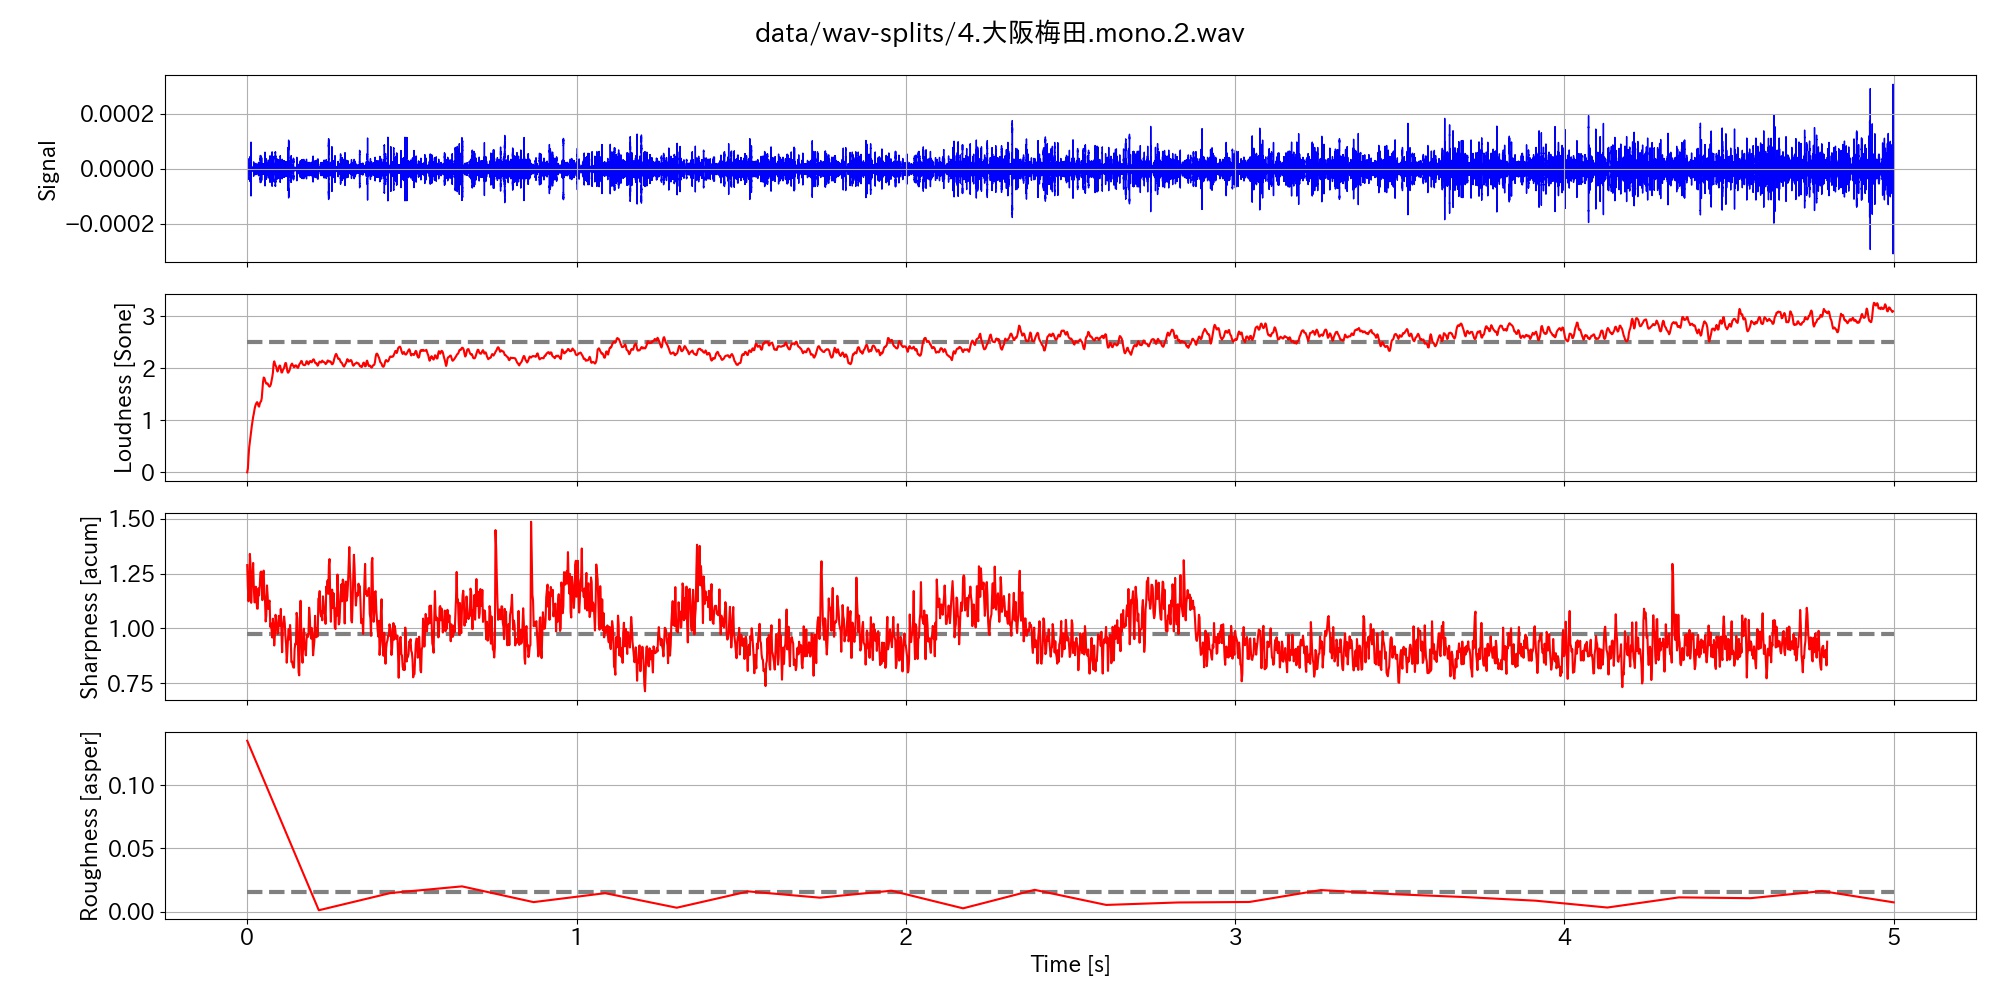 data/wav-splits/4.大阪梅田.mono.2.wav
Signal
0.0002
0.0000
−0.0002
Loudness [Sone]
3
2
1
0
Sharpness [acum]
1.50
1.25
1.00
0.75
Roughness [asper]
0.10
0.05
0.00
0 1 2 3 4 5
Time [s]